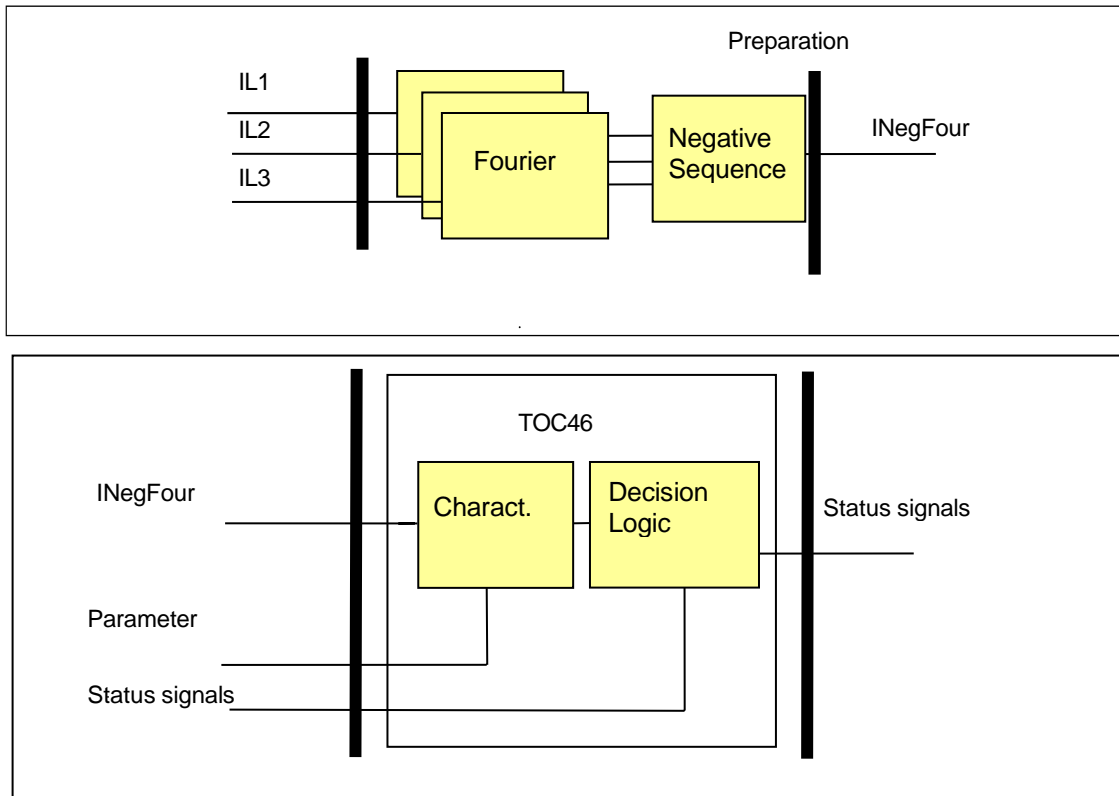 Preparation
IL1
IL2
IL3
Fourier
Negative
Sequence
INegFour
TOC46
INegFour
Charact.
Decision
Logic
Status signals
Parameter
Status signals